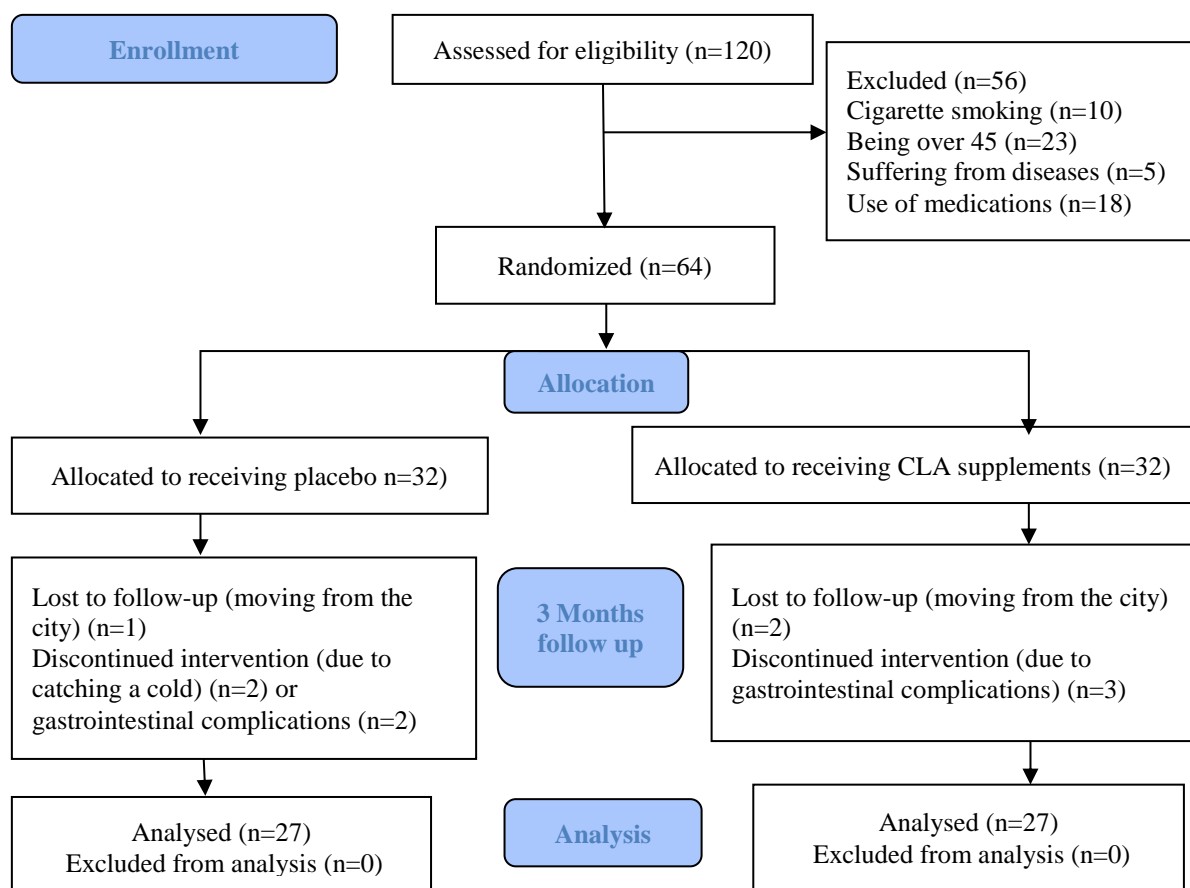 Enrollment
Assessed for eligibility (n=120)
Excluded (n=56)
Cigarette smoking (n=10)
Being over 45 (n=23)
Suffering from diseases (n=5)
Use of medications (n=18)
Randomized (n=64)
Allocation
Allocated to receiving placebo n=32)
Allocated to receiving CLA supplements (n=32)
Lost to follow-up (moving from the
city) (n=1)
Discontinued intervention (due to
catching a cold) (n=2) or
gastrointestinal complications (n=2)
3 Months
follow up
Lost to follow-up (moving from the city)
(n=2)
Discontinued intervention (due to
gastrointestinal complications) (n=3)
Analysed (n=27)
Excluded from analysis (n=0)
Analysis
Analysed (n=27)
Excluded from analysis (n=0)